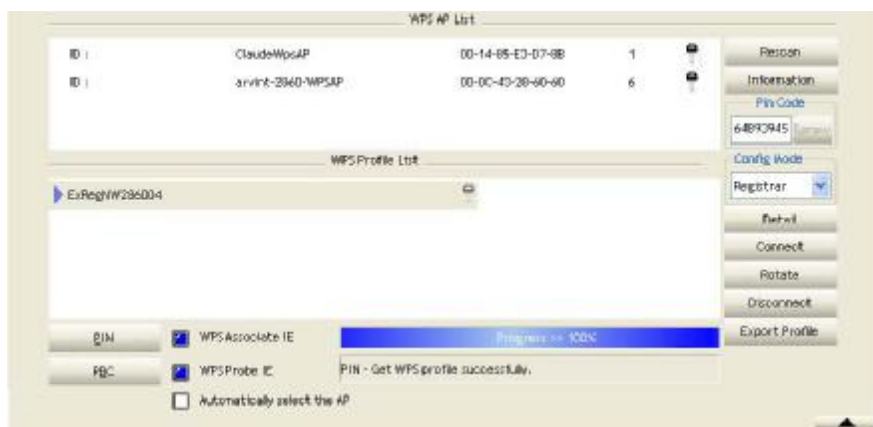 WPS AP List
ID : ClaudeWpsAP 00-14-85-E3-D7-8B 1
ID : arvint-2860-WPSAP 00-0C-43-28-60-60 6
Rescan
Information
Pin Code
64893945
WPS Profile List
Config Mode
Registrar
ExRegNW286004
Detail
Connect
Rotate
Disconnect
Export Profile
PIN
WPS Associate IE
Progress >> 100%
PBC
WPS Probe IE
PIN - Get WPS profile successfully.
Automatically select the AP